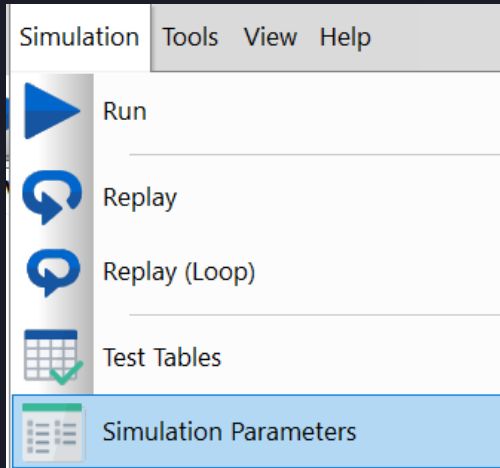 Simulation Tools View Help
Run
Replay
Replay (Loop)
Test Tables
Simulation Parameters